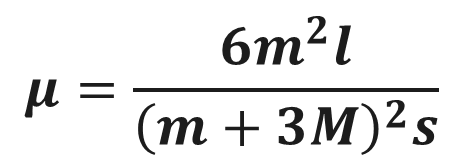 μ = 6m²l / (m + 3M)²s